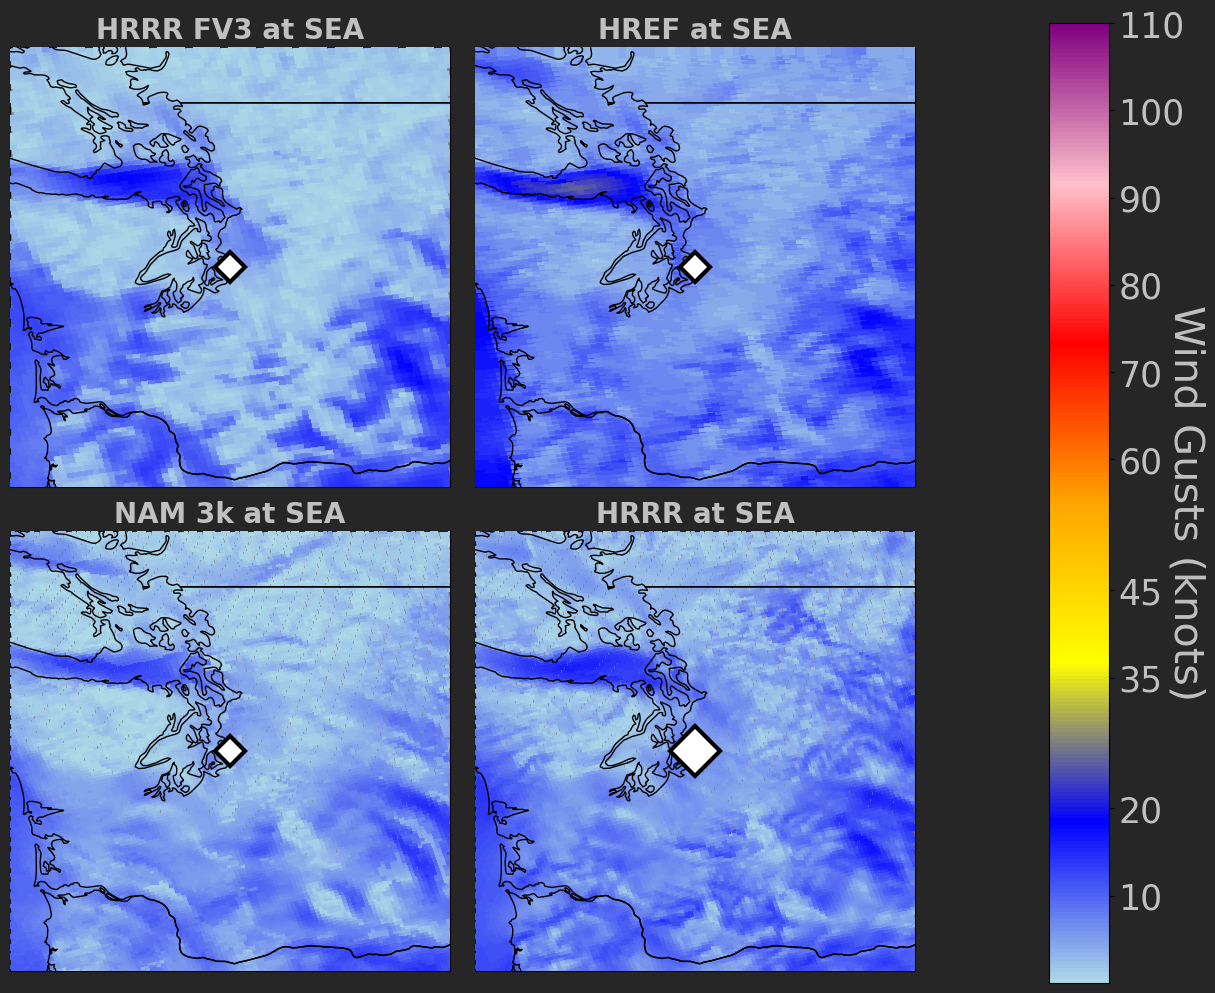 HRRR FV3 at SEA
HREF at SEA
NAM 3k at SEA
HRRR at SEA
110
100
90
80
70
60
45
35
20
10
Wind Gusts (knots)